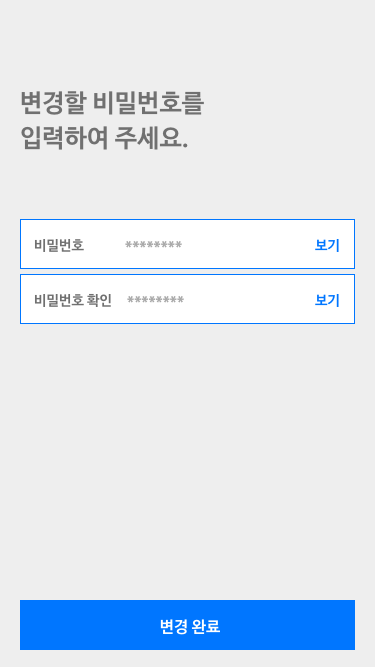 변경할 비밀번호를
입력하여 주세요.
비밀번호 ******** 보기
비밀번호 확인 ******** 보기
변경 완료